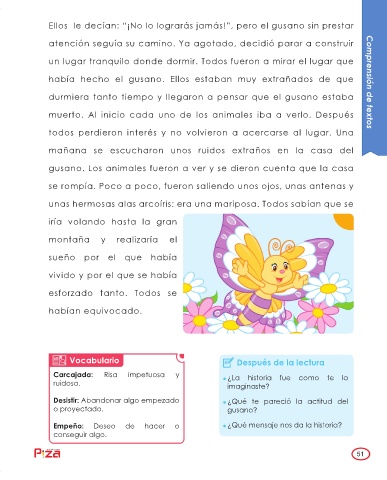 Ellos le decían: “¡No lo lograrás jamás!”, pero el gusano sin prestar
atención seguía su camino. Ya agotado, decidió parar a construir
un lugar tranquilo donde dormir. Todos fueron a mirar el lugar que
había hecho el gusano. Ellos estaban muy extrañados de que
durmiera tanto tiempo y llegaron a pensar que el gusano estaba
muerto. Al inicio cada uno de los animales iba a verlo. Después
todos perdieron interés y no volvieron a acercarse al lugar. Una
mañana se escucharon unos ruidos extraños en la casa del
gusano. Los animales fueron a ver y se dieron cuenta que la casa
se rompía. Poco a poco, fueron saliendo unos ojos, unas antenas y
unas hermosas alas arcoíris: era una mariposa. Todos sabían que se
iría volando hasta la gran
montaña y realizaría el
sueño por el que había
vivido y por el que se había
esforzado tanto. Todos se
habían equivocado.
Comprensión de textos
Vocabulario
Carcajada: Risa impetuosa y
ruidosa.
Desistir: Abandonar algo empezado
o proyectado.
Empeño: Deseo de hacer o
conseguir algo.
Después de la lectura
¿La historia fue como te la
imaginaste?
¿Qué te pareció la actitud del
gusano?
¿Qué mensaje nos da la historia?
51